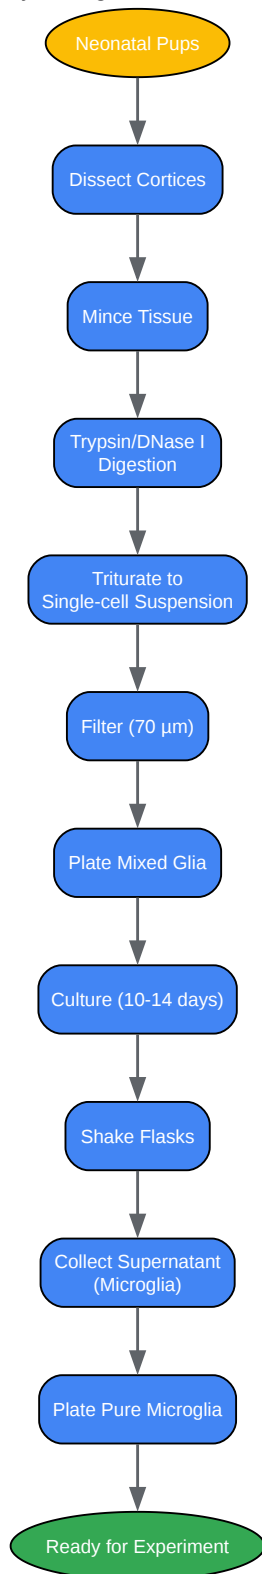 Neonatal Pups
Dissect Cortices
Mince Tissue
Trypsin/DNase I
Digestion
Triturate to
Single-cell Suspension
Filter (70 µm)
Plate Mixed Glia
Culture (10-14 days)
Shake Flasks
Collect Supernatant
(Microglia)
Plate Pure Microglia
Ready for Experiment